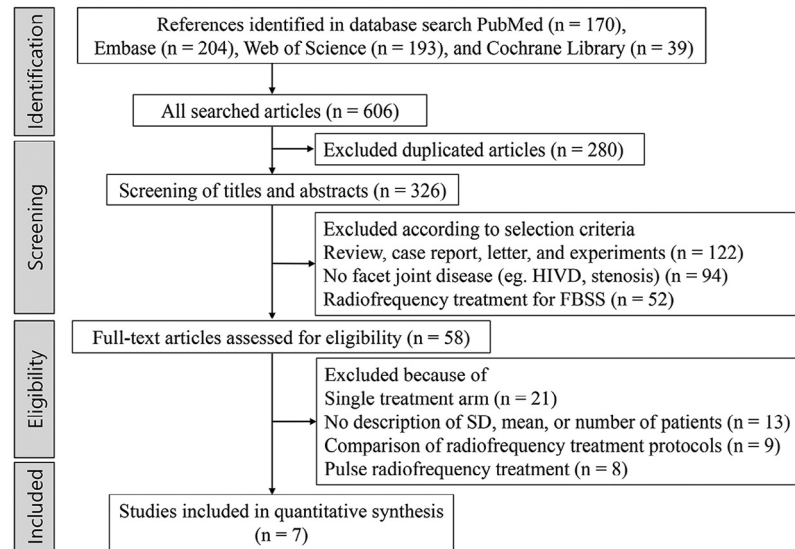 Identification
References identified in database search PubMed (n = 170),
Embase (n = 204), Web of Science (n = 193), and Cochrane Library (n = 39)
All searched articles (n = 606)
Excluded duplicated articles (n = 280)
Screening
Screening of titles and abstracts (n = 326)
Excluded according to selection criteria
Review, case report, letter, and experiments (n = 122)
No facet joint disease (eg. HIVD, stenosis) (n = 94)
Radiofrequency treatment for FBSS (n = 52)
Eligibility
Full-text articles assessed for eligibility (n = 58)
Excluded because of
Single treatment arm (n = 21)
No description of SD, mean, or number of patients (n = 13)
Comparison of radiofrequency treatment protocols (n = 9)
Pulse radiofrequency treatment (n = 8)
Included
Studies included in quantitative synthesis
(n = 7)